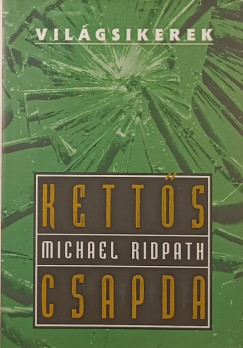 VILÁGSIKEREK
KETTŐS
MICHAEL RIDPATH
CSAPDA